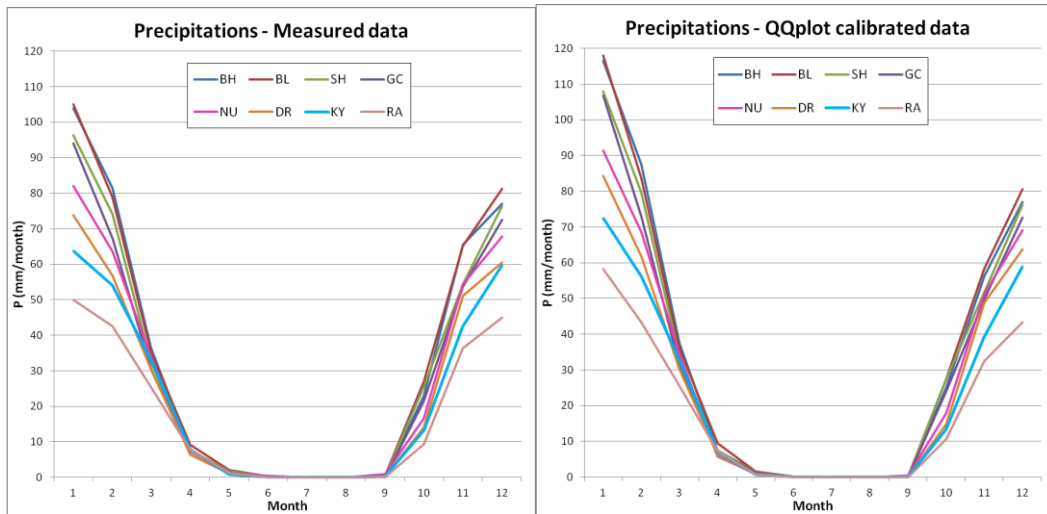 Precipitations - Measured data
120
110
100
90
80
70
60
50
40
30
20
10
0
P (mm/month)
BH BL SH GC
NU DR KY RA
1 2 3 4 5 6 7 8 9 10 11 12
Month
Precipitations - QQplot calibrated data
120
110
100
90
80
70
60
50
40
30
20
10
0
P (mm/month)
BH BL SH GC
NU DR KY RA
1 2 3 4 5 6 7 8 9 10 11 12
Month